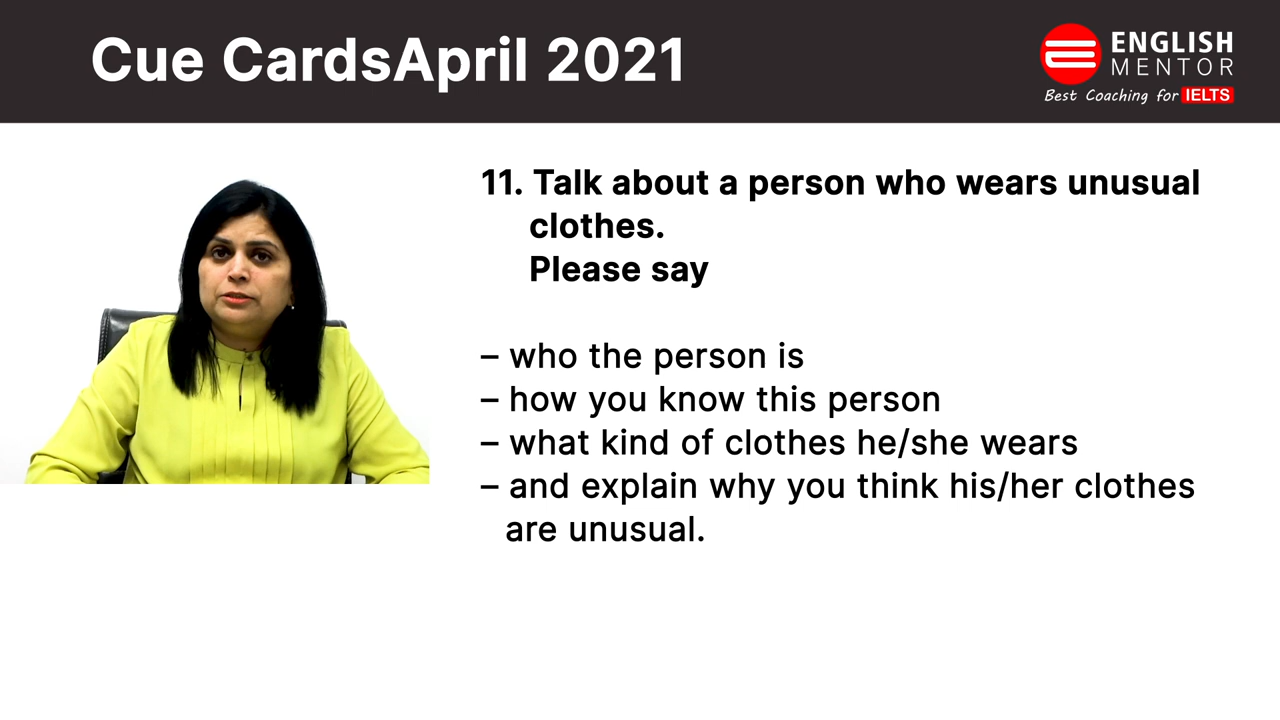 Cue CardsApril 2021
ENGLISH
MENTOR
Best Coaching for IELTS
11. Talk about a person who wears unusual
clothes.
Please say
– who the person is
– how you know this person
– what kind of clothes he/she wears
– and explain why you think his/her clothes
are unusual.